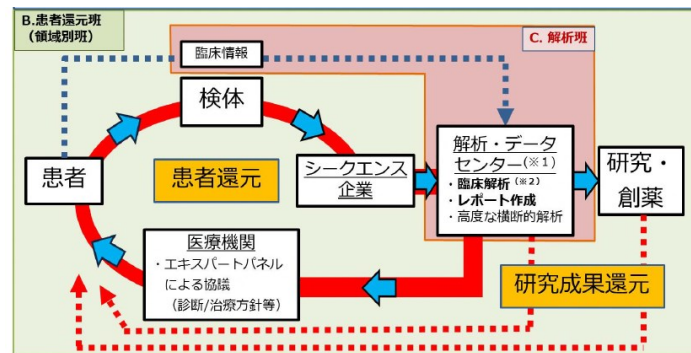 B.患者還元班
(領域別班)
臨床情報
C. 解析班
検体
患者
患者還元
シークエンス
企業
解析・データ
センター(※1)
・臨床解析(※2)
・レポート作成
・高度な横断的解析
研究・
創薬
医療機関
・エキスパートパネル
による協議
(診断/治療方針等)
研究成果還元